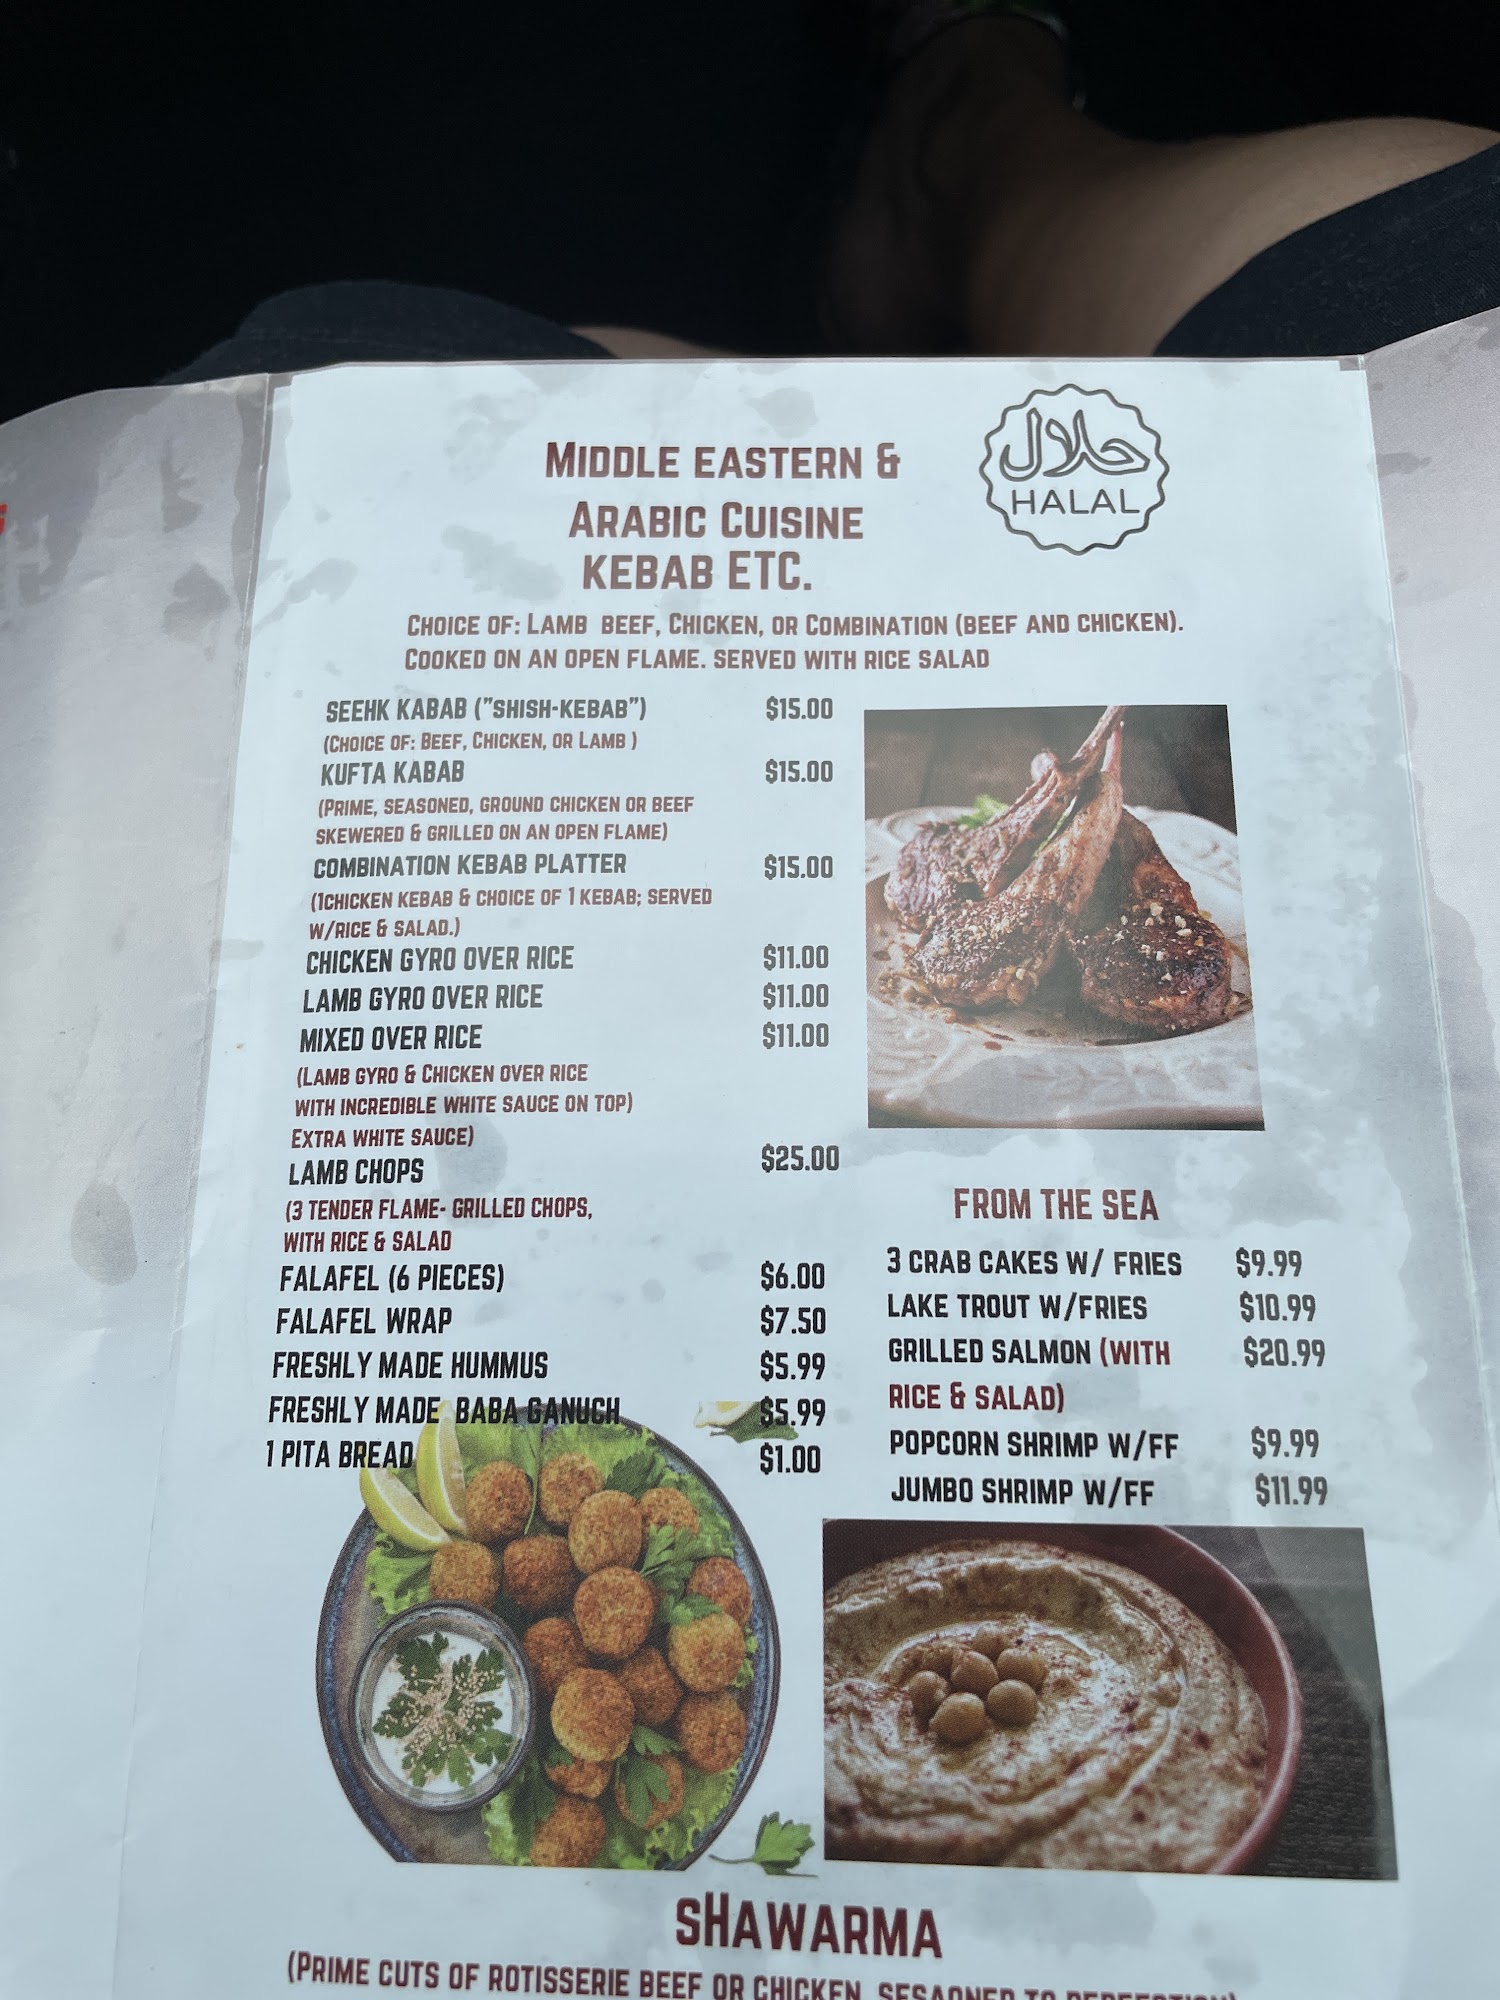 MIDDLE EASTERN &
ARABIC CUISINE
KEBAB ETC.
حلال
HALAL
CHOICE OF: LAMB BEEF, CHICKEN, OR COMBINATION (BEEF AND CHICKEN).
COOKED ON AN OPEN FLAME. SERVED WITH RICE SALAD
SEEHK KABAB ("SHISH-KEBAB") $15.00
(CHOICE OF: BEEF, CHICKEN, OR LAMB )
KUFTA KABAB $15.00
(PRIME, SEASONED, GROUND CHICKEN OR BEEF
SKEWERED & GRILLED ON AN OPEN FLAME)
COMBINATION KEBAB PLATTER $15.00
(1CHICKEN KEBAB & CHOICE OF 1 KEBAB; SERVED
W/RICE & SALAD.)
CHICKEN GYRO OVER RICE $11.00
LAMB GYRO OVER RICE $11.00
MIXED OVER RICE $11.00
(LAMB GYRO & CHICKEN OVER RICE
WITH INCREDIBLE WHITE SAUCE ON TOP)
EXTRA WHITE SAUCE)
LAMB CHOPS $25.00
(3 TENDER FLAME- GRILLED CHOPS,
WITH RICE & SALAD
FALAFEL (6 PIECES) $6.00
FALAFEL WRAP $7.50
FRESHLY MADE HUMMUS $5.99
FRESHLY MADE BABA GANUCH $5.99
1 PITA BREAD $1.00
FROM THE SEA
3 CRAB CAKES W/ FRIES $9.99
LAKE TROUT W/FRIES $10.99
GRILLED SALMON (WITH $20.99
RICE & SALAD)
POPCORN SHRIMP W/FF $9.99
JUMBO SHRIMP W/FF $11.99
SHAWARMA
(PRIME CUTS OF ROTISSERIE BEEF OR CHICKEN, SESAONED TO PERFECTION)